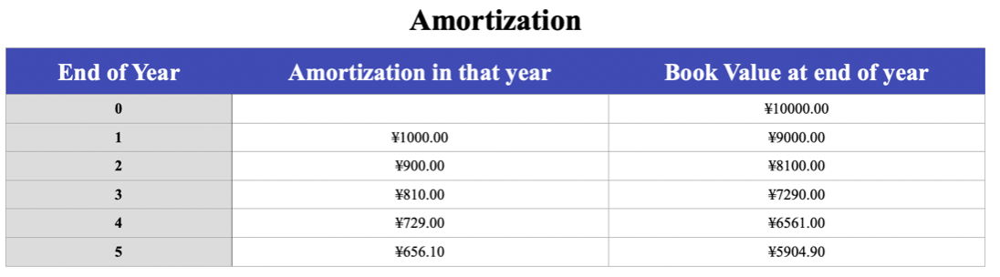 Amortization
End of Year Amortization in that year Book Value at end of year
0 ¥10000.00
1 ¥1000.00 ¥9000.00
2 ¥900.00 ¥8100.00
3 ¥810.00 ¥7290.00
4 ¥729.00 ¥6561.00
5 ¥656.10 ¥5904.90